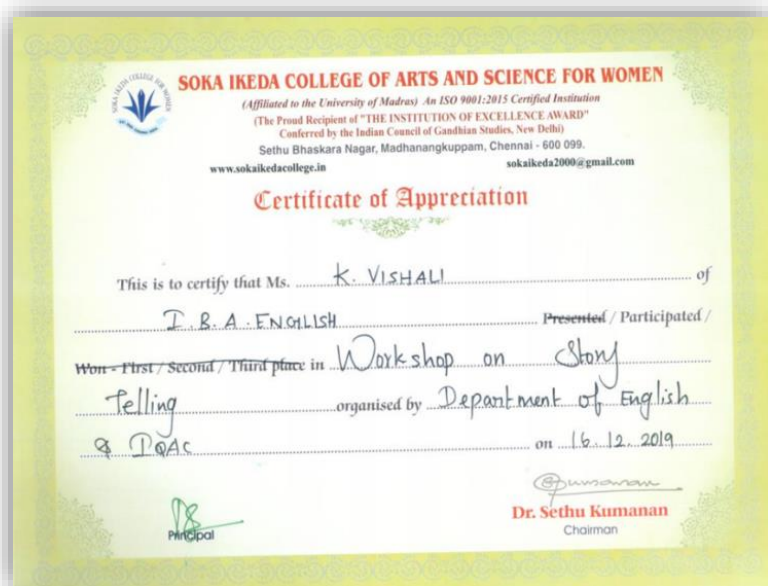 SOKA IKEDA COLLEGE OF ARTS AND SCIENCE FOR WOMEN
(Affiliated to the University of Madras) An ISO 9001:2015 Certified Institution
(The Proud Recipient of "THE INSTITUTION OF EXCELLENCE AWARD"
Conferred by the Indian Council of Gandhian Studies, New Delhi)
Sethu Bhaskara Nagar, Madhanangkuppam, Chennai - 600 099.
www.sokaikedacollege.in sokaikeda2000@gmail.com
Certificate of Appreciation
This is to certify that Ms. K. VISHALI of
I. B. A. ENGLISH Presented / Participated /
Won - First / Second / Third place in Workshop on Story
Telling organised by Department of English
& IQAC on 16.12.2019
Principal
Dr. Sethu Kumanan
Chairman